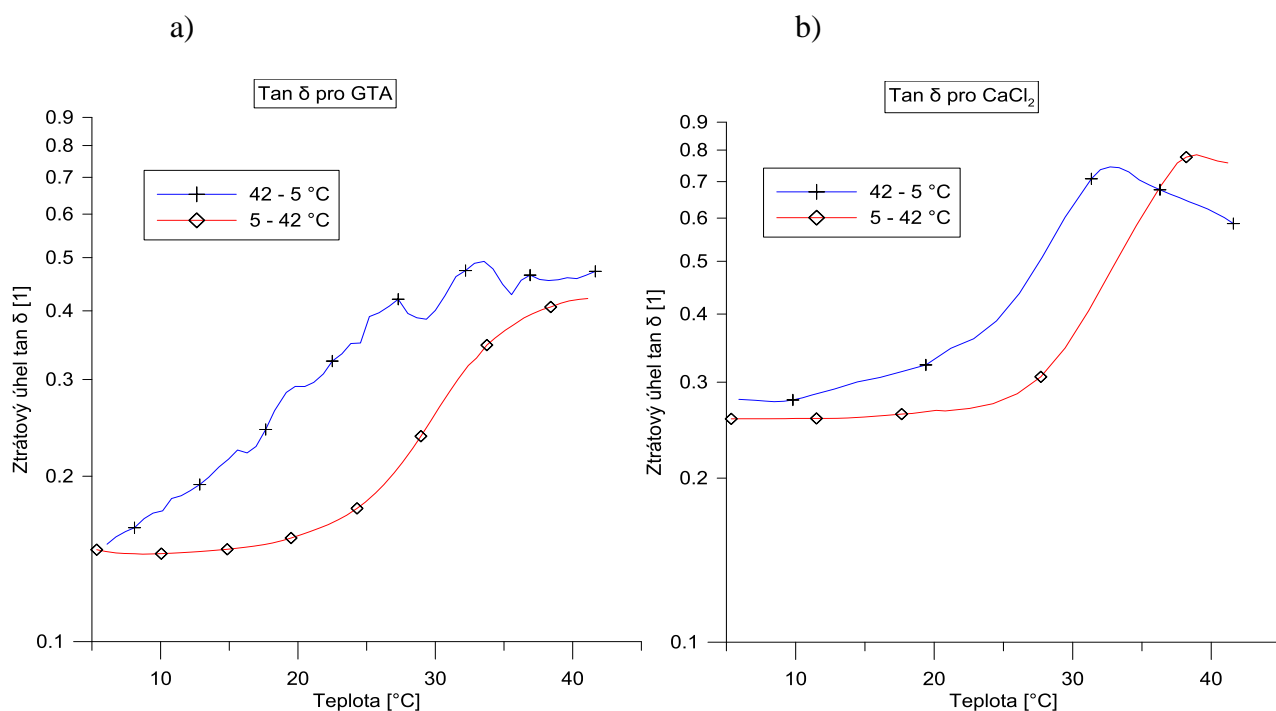 a)
Tan δ pro GTA
42 - 5 °C
5 - 42 °C
Ztrátový úhel tan δ [1]
0.9
0.8
0.7
0.6
0.5
0.4
0.3
0.2
0.1
10 20 30 40
Teplota [°C]
b)
Tan δ pro CaCl₂
42 - 5 °C
5 - 42 °C
Ztrátový úhel tan δ [1]
0.9
0.8
0.7
0.6
0.5
0.4
0.3
0.2
0.1
10 20 30 40
Teplota [°C]